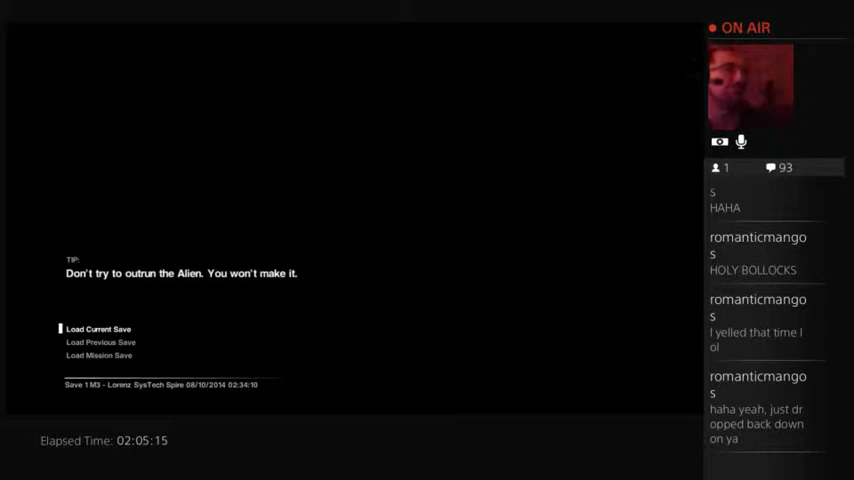 ON AIR
1
93
s
HAHA
romanticmango
s
HOLY BOLLOCKS
romanticmango
s
I yelled that time l
ol
romanticmango
s
haha yeah, just dr
opped back down
on ya
TIP:
Don't try to outrun the Alien. You won't make it.
Load Current Save
Load Previous Save
Load Mission Save
Save 1 M3 - Lorenz SysTech Spire 08/10/2014 02:34:10
Elapsed Time: 02:05:15